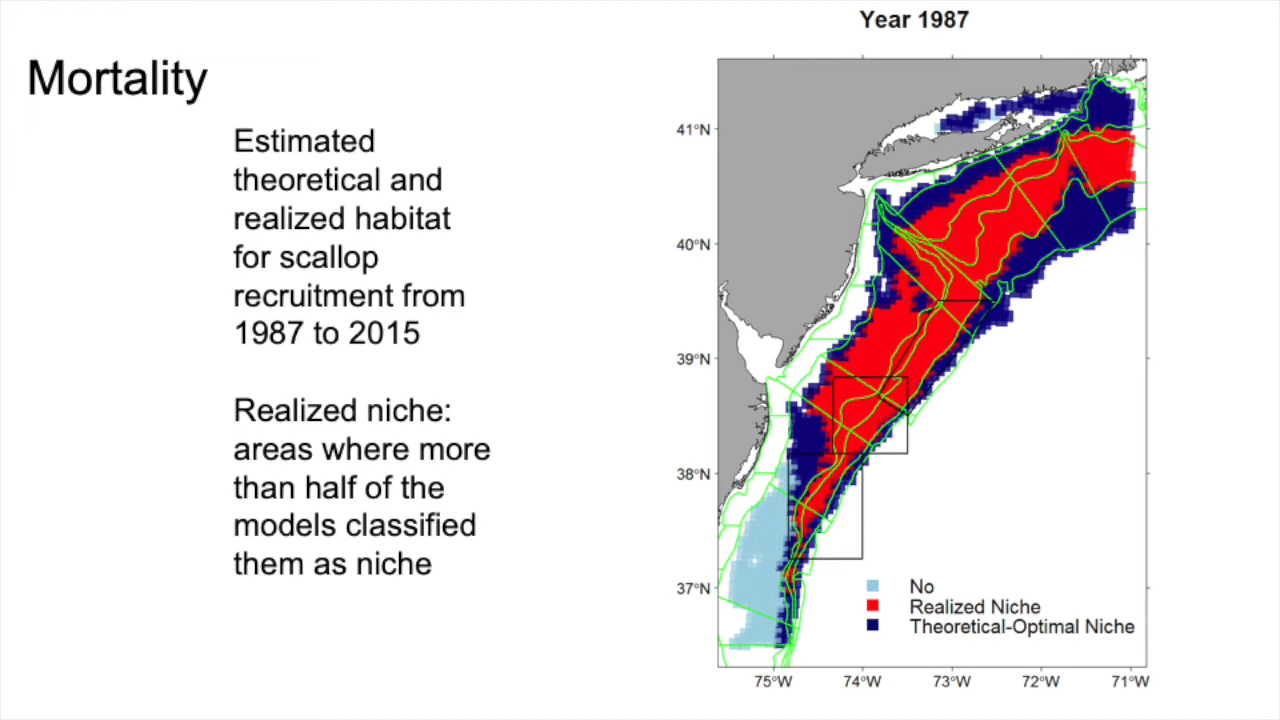 Mortality
Estimated
theoretical and
realized habitat
for scallop
recruitment from
1987 to 2015
Realized niche:
areas where more
than half of the
models classified
them as niche
Year 1987
41°N
40°N
39°N
38°N
37°N
No
Realized Niche
Theoretical-Optimal Niche
75°W
74°W
73°W
72°W
71°W